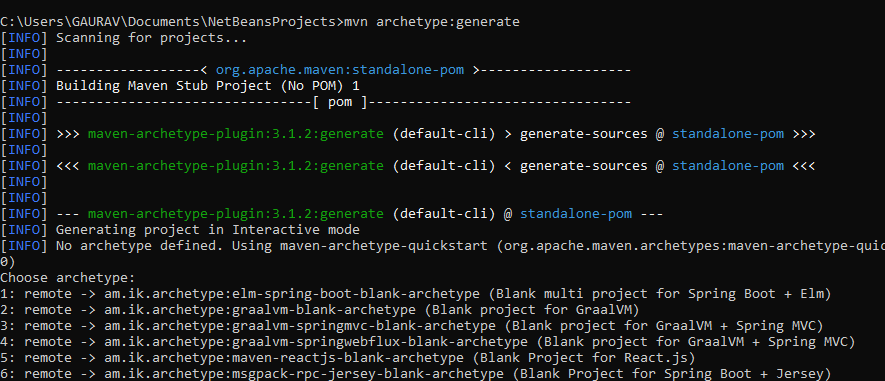 C:\Users\GAURAV\Documents\NetBeansProjects>mvn archetype:generate
[INFO] Scanning for projects...
[INFO]
[INFO] ------------------< org.apache.maven:standalone-pom >-------------------
[INFO] Building Maven Stub Project (No POM) 1
[INFO] --------------------------------[ pom ]---------------------------------
[INFO]
[INFO] >>> maven-archetype-plugin:3.1.2:generate (default-cli) > generate-sources @ standalone-pom >>>
[INFO]
[INFO] <<< maven-archetype-plugin:3.1.2:generate (default-cli) < generate-sources @ standalone-pom <<<
[INFO]
[INFO]
[INFO] --- maven-archetype-plugin:3.1.2:generate (default-cli) @ standalone-pom ---
[INFO] Generating project in Interactive mode
[INFO] No archetype defined. Using maven-archetype-quickstart (org.apache.maven.archetypes:maven-archetype-quic
0)
Choose archetype:
1: remote -> am.ik.archetype:elm-spring-boot-blank-archetype (Blank multi project for Spring Boot + Elm)
2: remote -> am.ik.archetype:graalvm-blank-archetype (Blank project for GraalVM)
3: remote -> am.ik.archetype:graalvm-springmvc-blank-archetype (Blank project for GraalVM + Spring MVC)
4: remote -> am.ik.archetype:graalvm-springwebflux-blank-archetype (Blank project for GraalVM + Spring MVC)
5: remote -> am.ik.archetype:maven-reactjs-blank-archetype (Blank Project for React.js)
6: remote -> am.ik.archetype:msgpack-rpc-jersey-blank-archetype (Blank Project for Spring Boot + Jersey)